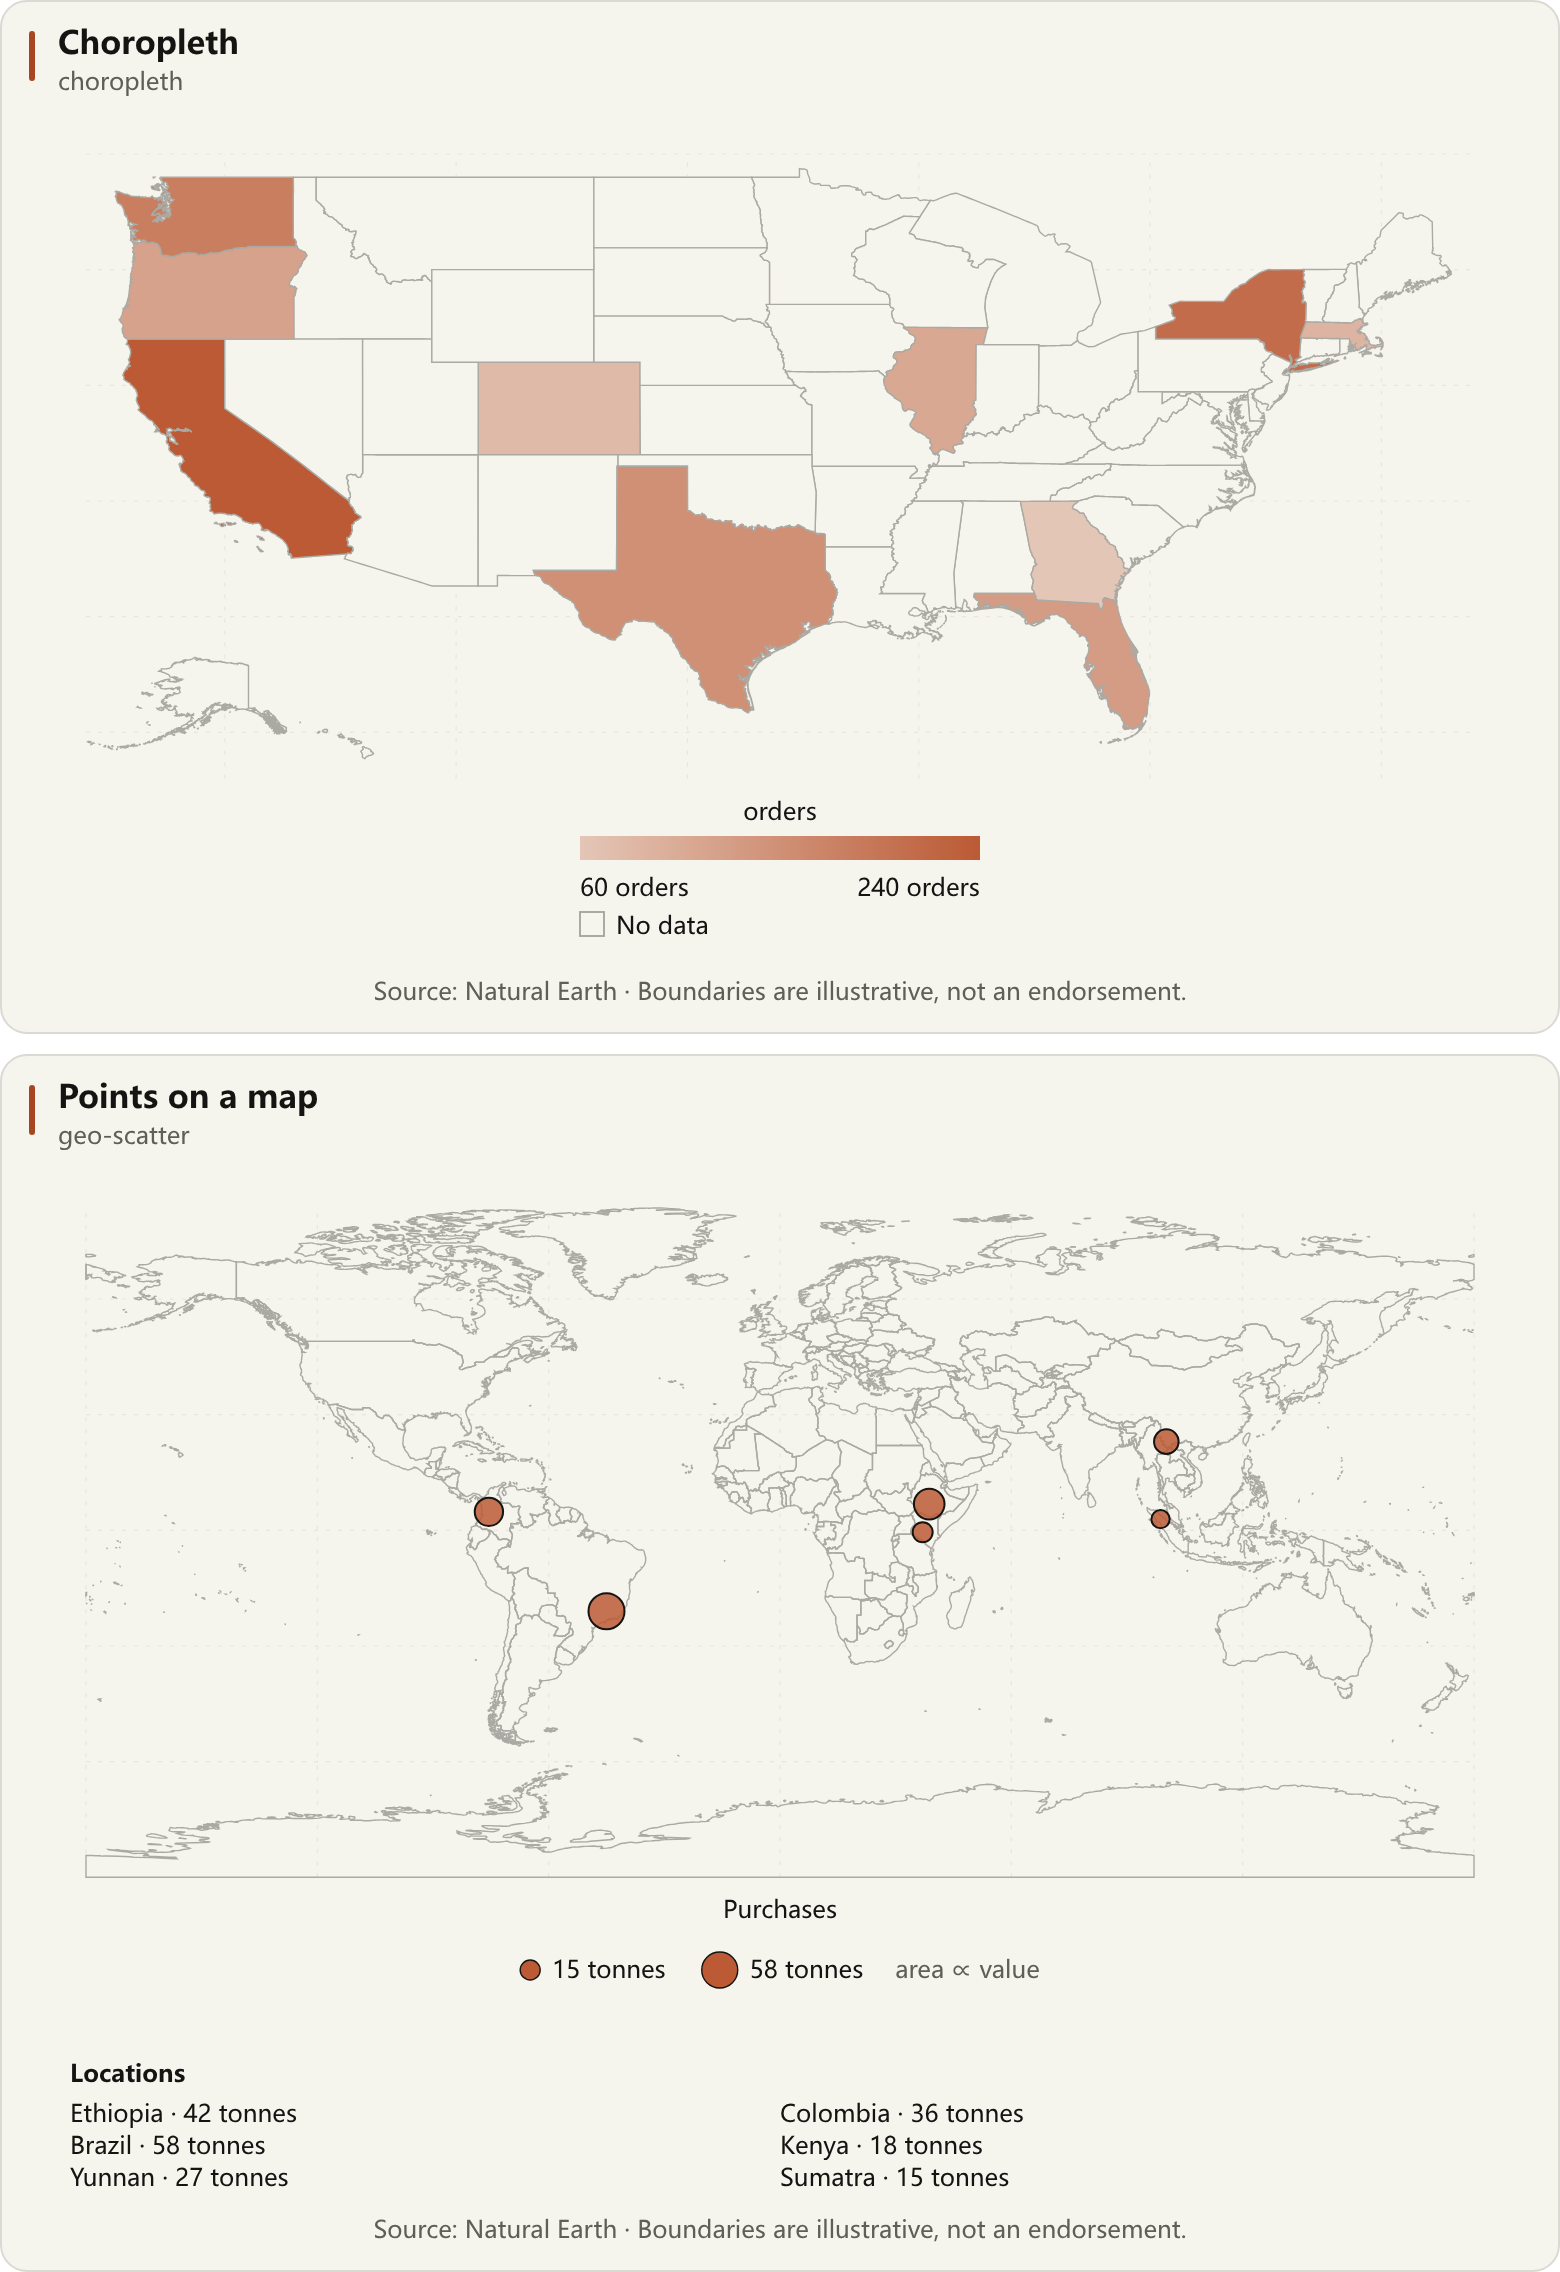 Choropleth
choropleth
orders
60 orders 240 orders
No data
Source: Natural Earth · Boundaries are illustrative, not an endorsement.
Points on a map
geo-scatter
Purchases
15 tonnes 58 tonnes area ∝ value
Locations
Ethiopia · 42 tonnes Colombia · 36 tonnes
Brazil · 58 tonnes Kenya · 18 tonnes
Yunnan · 27 tonnes Sumatra · 15 tonnes
Source: Natural Earth · Boundaries are illustrative, not an endorsement.